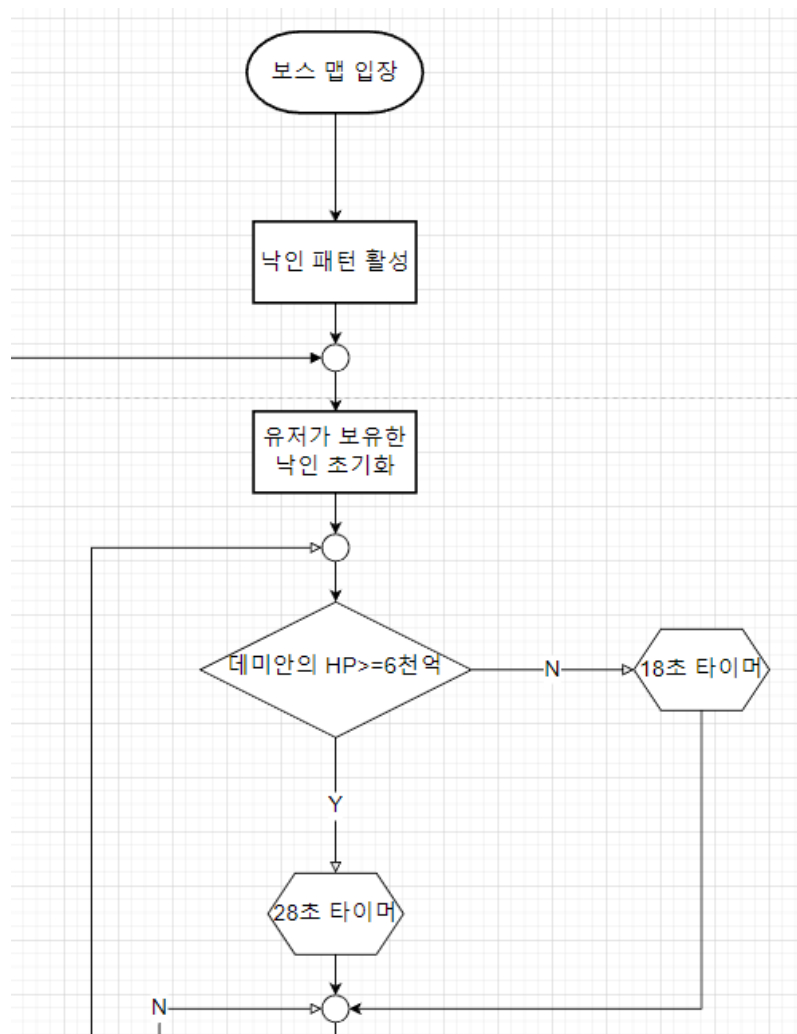 보스 맵 입장
낙인 패턴 활성
유저가 보유한
낙인 초기화
데미안의 HP>=6천억
N
18초 타이머
Y
28초 타이머
N